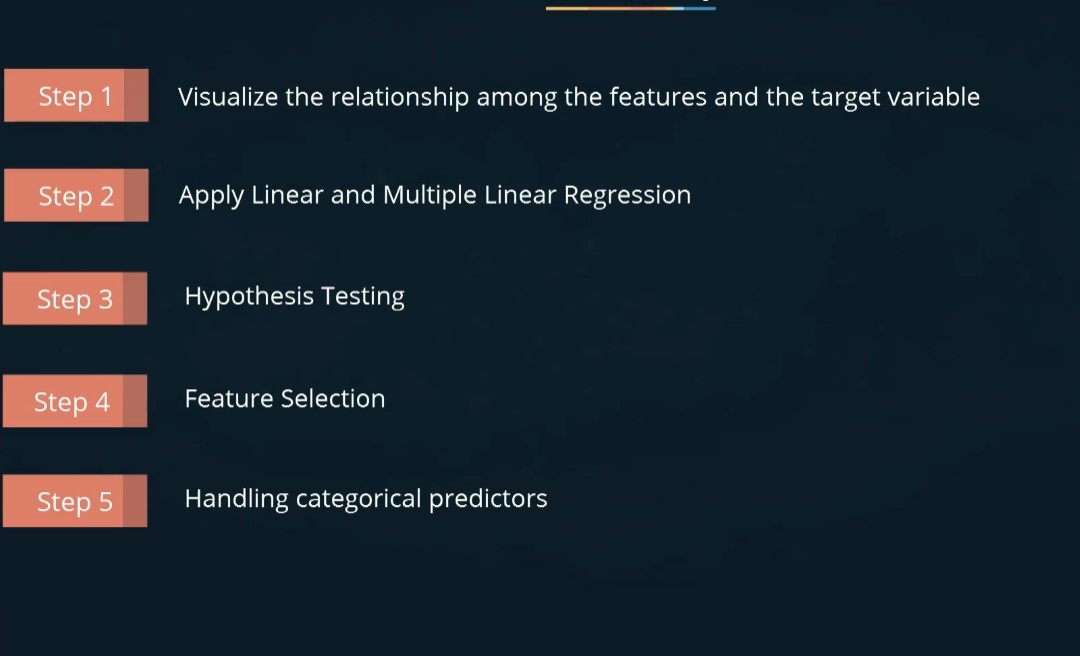 Step 1 Visualize the relationship among the features and the target variable
Step 2 Apply Linear and Multiple Linear Regression
Step 3 Hypothesis Testing
Step 4 Feature Selection
Step 5 Handling categorical predictors